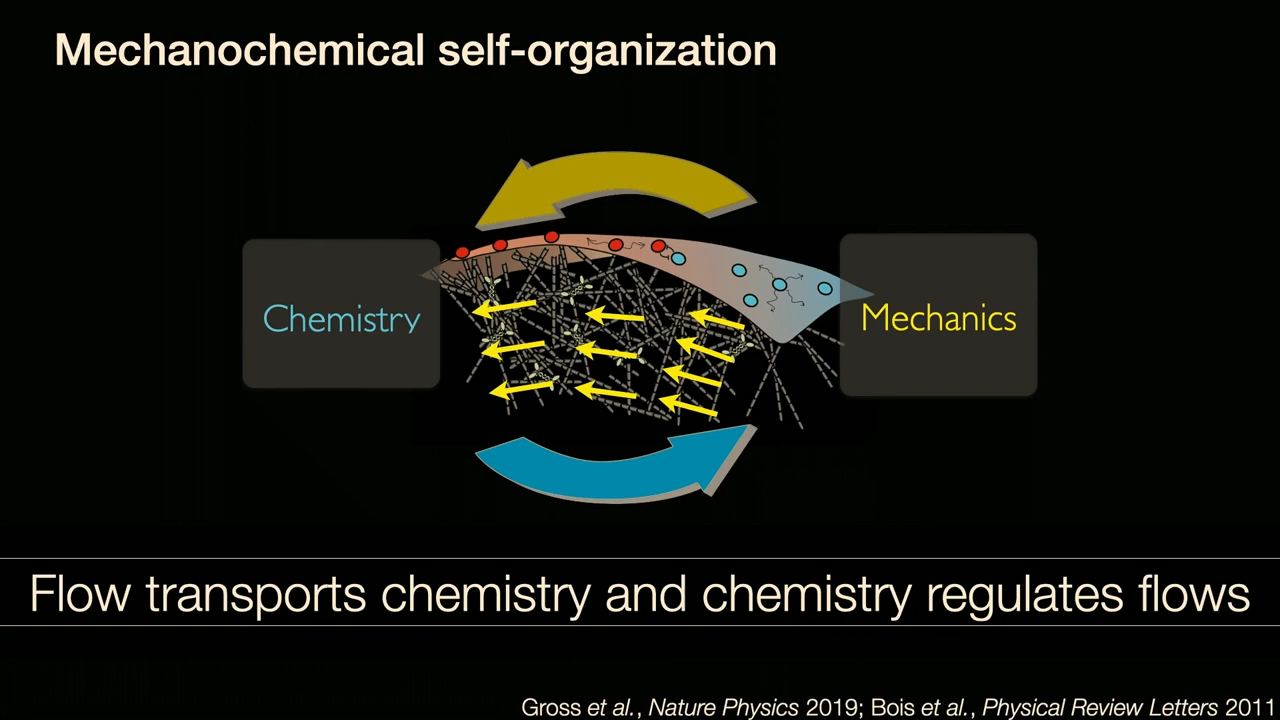 Mechanochemical self-organization
Chemistry
Mechanics
Flow transports chemistry and chemistry regulates flows
Gross et al., Nature Physics 2019; Bois et al., Physical Review Letters 2011